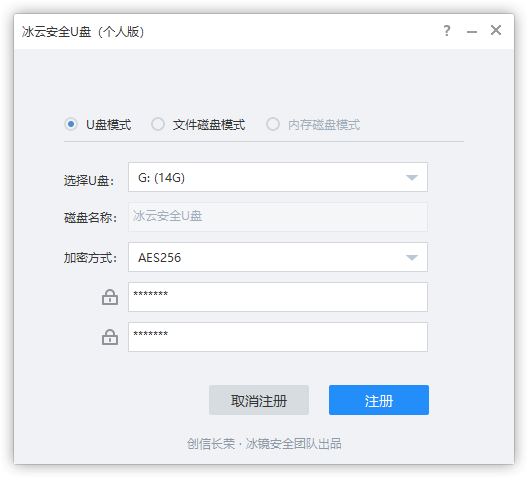 冰云安全U盘（个人版）
U盘模式 文件磁盘模式 内存磁盘模式
选择U盘： G: (14G)
磁盘名称： 冰云安全U盘
加密方式： AES256
*******
*******
取消注册 注册
创信长荣 · 冰镜安全团队出品